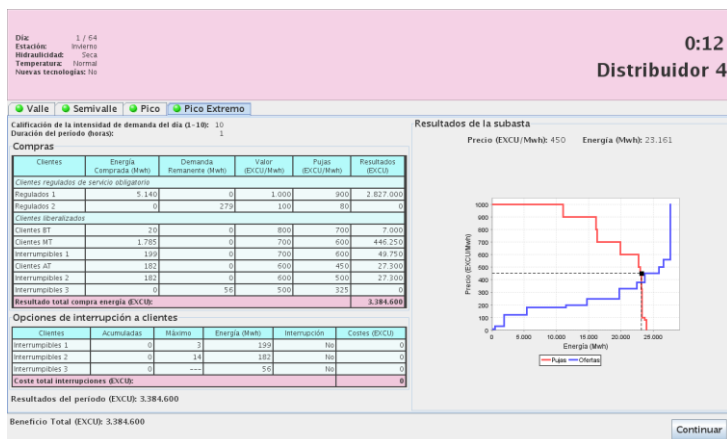 Día: 1 / 64
Estación: Invierno
Hidraulicidad: Seca
Temperatura: Normal
Nuevas tecnologías: No
0:12
Distribuidor 4
Valle Semivalle Pico Pico Extremo
Calificación de la intensidad de demanda del día (1-10): 10
Duración del período (horas): 1
Compras
Clientes Energía Comprada (Mwh) Demanda Remanente (Mwh) Valor (EXCU/Mwh) Pujas (EXCU/Mwh) Resultados (EXCU)
Clientes regulados de servicio obligatorio
Regulados 1 5.140 0 1.000 900 2.827.000
Regulados 2 0 279 100 80 0
Clientes liberalizados
Clientes BT 20 0 800 700 7.000
Clientes MT 1.785 0 700 600 446.250
Interrumpibles 1 199 0 700 600 49.750
Clientes AT 182 0 600 450 27.300
Interrumpibles 2 182 0 600 500 27.300
Interrumpibles 3 0 56 500 325 0
Resultado total compra energía (EXCU): 3.384.600
Opciones de interrupción a clientes
Clientes Acumuladas Máximo Energía (Mwh) Interrupción Costes (EXCU)
Interrumpibles 1 0 3 199 No 0
Interrumpibles 2 0 14 182 No 0
Interrumpibles 3 0 --- 56 No 0
Coste total interrupciones (EXCU): 0
Resultados del período (EXCU): 3.384.600
Beneficio Total (EXCU): 3.384.600
Resultados de la subasta
Precio (EXCU/Mwh): 450 Energía (Mwh): 23.161
Precio (EXCU/Mwh)
1000
900
800
700
600
500
400
300
200
100
0
0 5.000 10.000 15.000 20.000 25.000
Energía (Mwh)
Pujas Ofertas
Continuar